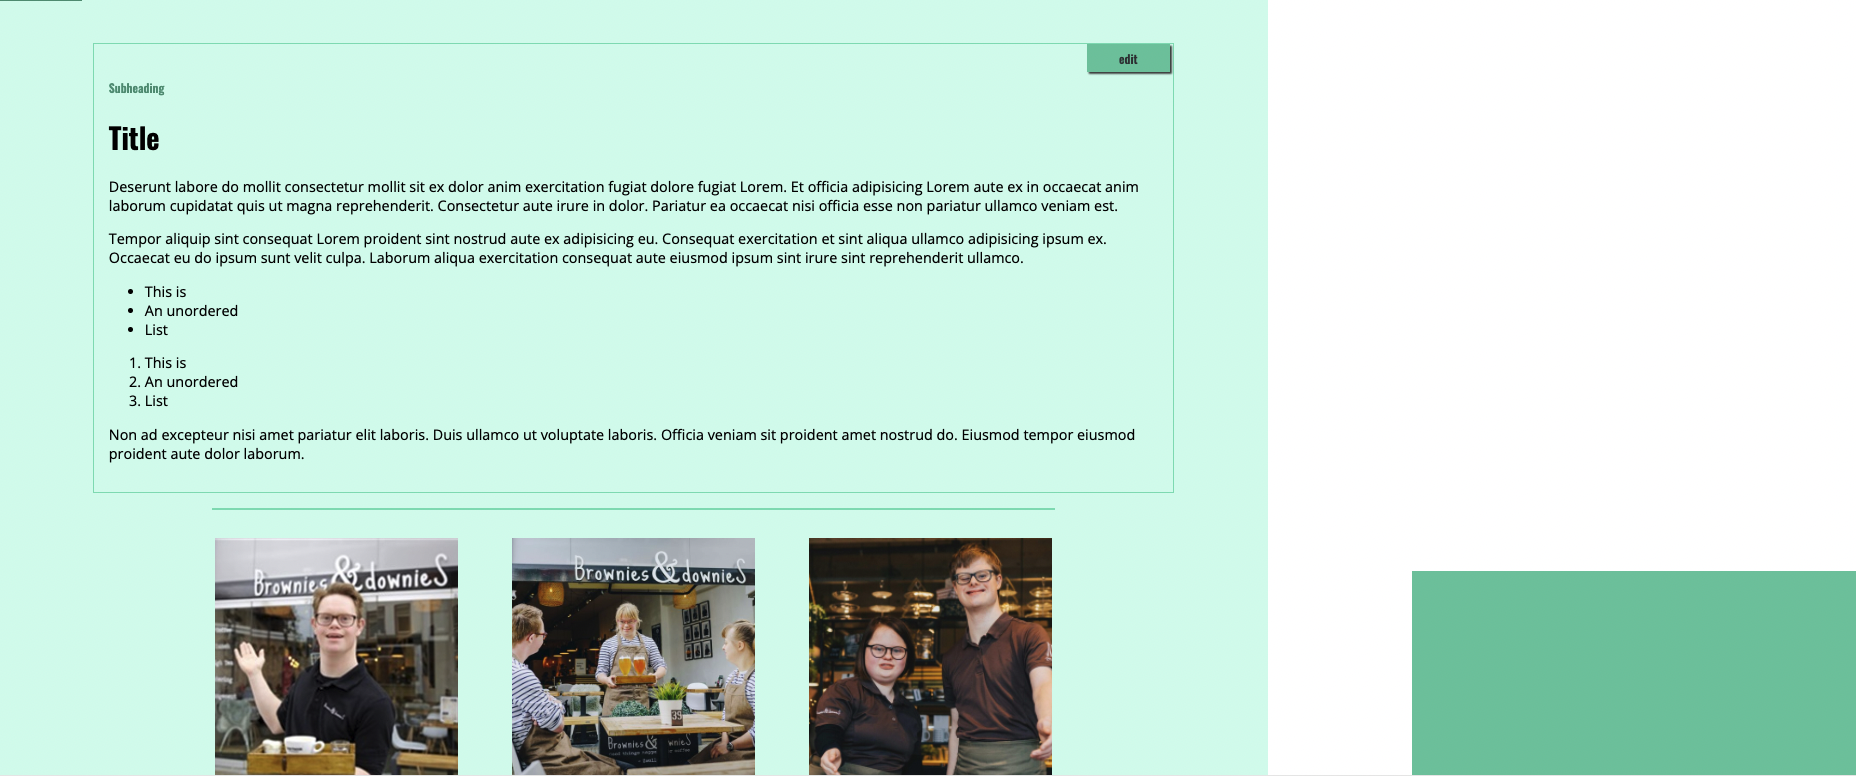 edit
Subheading
Title
Deserunt labore do mollit consectetur mollit sit ex dolor anim exercitation fugiat dolore fugiat Lorem. Et officia adipisicing Lorem aute ex in occaecat anim
laborum cupidatat quis ut magna reprehenderit. Consectetur aute irure in dolor. Pariatur ea occaecat nisi officia esse non pariatur ullamco veniam est.
Tempor aliquip sint consequat Lorem proident sint nostrud aute ex adipisicing eu. Consequat exercitation et sint aliqua ullamco adipisicing ipsum ex.
Occaecat eu do ipsum sunt velit culpa. Laborum aliqua exercitation consequat aute eiusmod ipsum sint irure sint reprehenderit ullamco.
• This is
• An unordered
• List
1. This is
2. An unordered
3. List
Non ad excepteur nisi amet pariatur elit laboris. Duis ullamco ut voluptate laboris. Officia veniam sit proident amet nostrud do. Eiusmod tempor eiusmod
proident aute dolor laborum.
Brownies & downieS
Brownies & downieS
39
Brownies &